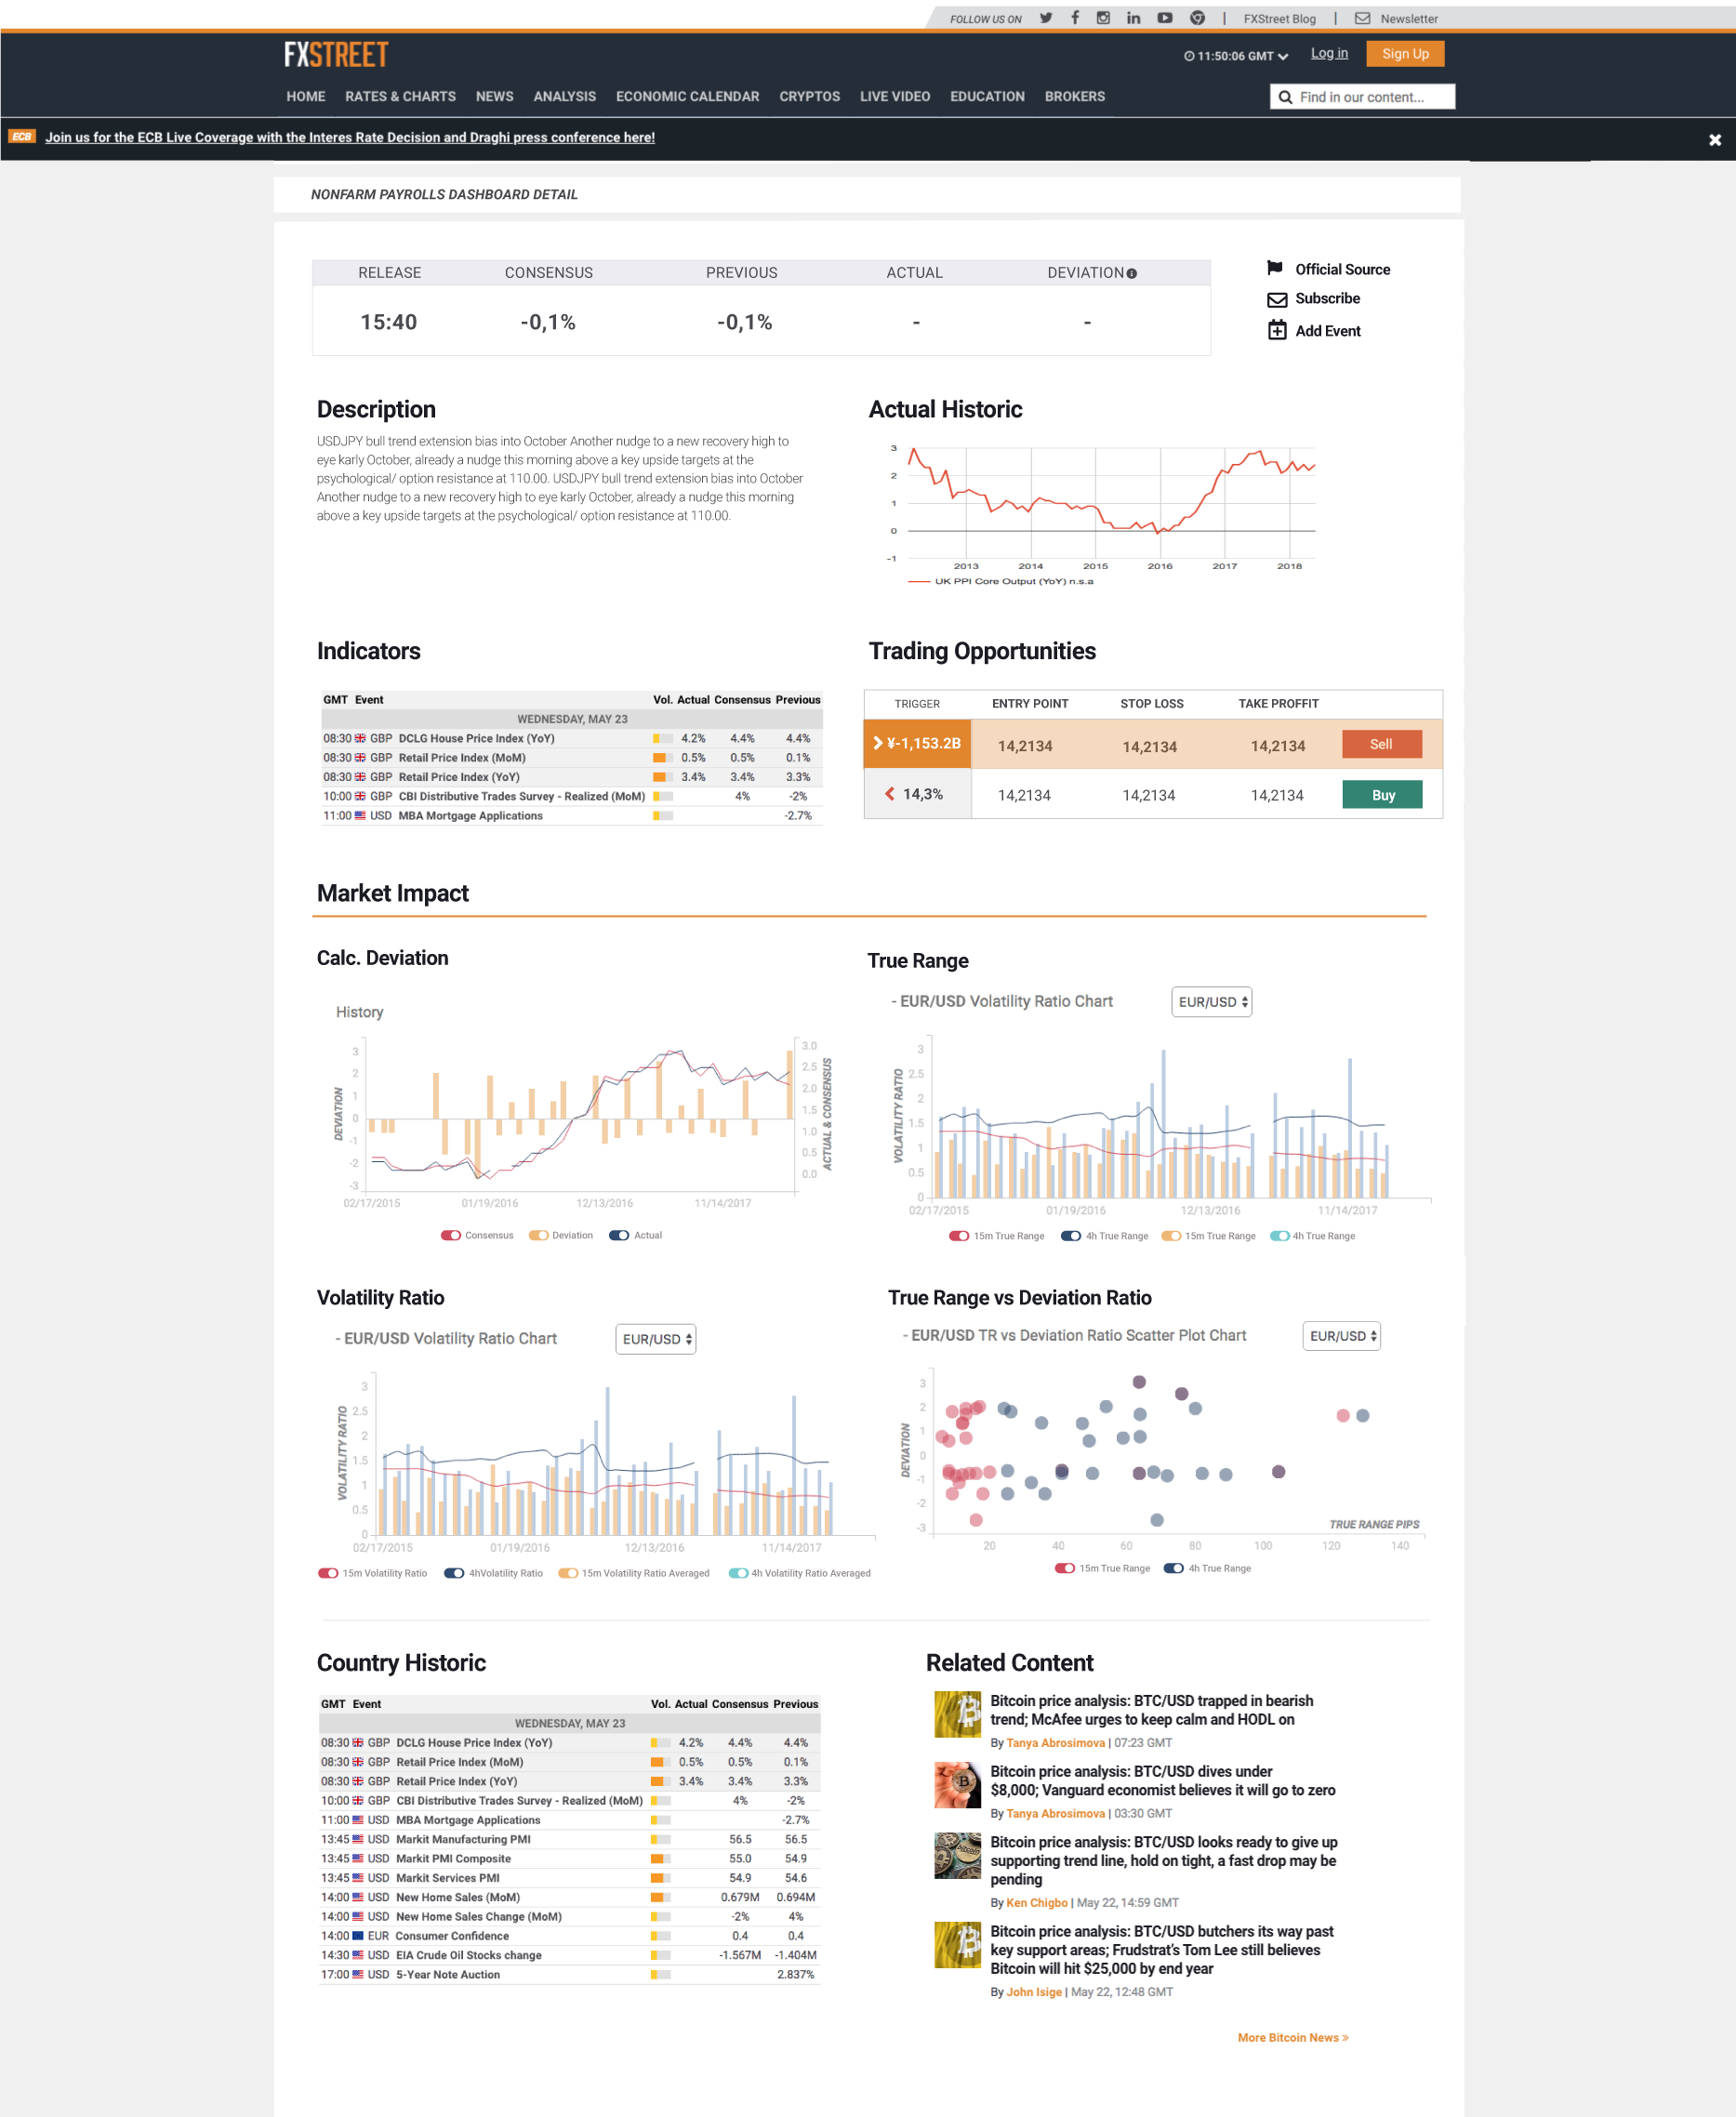 FOLLOW US ON | FXStreet Blog | Newsletter
FXSTREET
11:50:06 GMT Log in Sign Up
HOME RATES & CHARTS NEWS ANALYSIS ECONOMIC CALENDAR CRYPTOS LIVE VIDEO EDUCATION BROKERS
Find in our content...
ECB Join us for the ECB Live Coverage with the Interes Rate Decision and Draghi press conference here!
NONFARM PAYROLLS DASHBOARD DETAIL
RELEASE CONSENSUS PREVIOUS ACTUAL DEVIATION
15:40 -0,1% -0,1% - -
Official Source
Subscribe
Add Event
Description
USDJPY bull trend extension bias into October Another nudge to a new recovery high to
eye karly October, already a nudge this morning above a key upside targets at the
psychological/ option resistance at 110.00. USDJPY bull trend extension bias into October
Another nudge to a new recovery high to eye karly October, already a nudge this morning
above a key upside targets at the psychological/ option resistance at 110.00.
Actual Historic
3
2
1
0
-1
2013 2014 2015 2016 2017 2018
UK PPI Core Output (YoY) n.s.a
Indicators
GMT Event Vol. Actual Consensus Previous
WEDNESDAY, MAY 23
08:30 GBP DCLG House Price Index (YoY) 4.2% 4.4% 4.4%
08:30 GBP Retail Price Index (MoM) 0.5% 0.5% 0.1%
08:30 GBP Retail Price Index (YoY) 3.4% 3.4% 3.3%
10:00 GBP CBI Distributive Trades Survey - Realized (MoM) 4% -2%
11:00 USD MBA Mortgage Applications -2.7%
Trading Opportunities
TRIGGER ENTRY POINT STOP LOSS TAKE PROFFIT
¥-1,153.2B 14,2134 14,2134 14,2134 Sell
14,3% 14,2134 14,2134 14,2134 Buy
Market Impact
Calc. Deviation
History
DEVIATION
3
2
1
0
-1
-2
-3
3.0
2.5
2.0
1.5
1.0
0.5
0.0
ACTUAL & CONSENSUS
02/17/2015 01/19/2016 12/13/2016 11/14/2017
Consensus Deviation Actual
True Range
- EUR/USD Volatility Ratio Chart EUR/USD
VOLATILITY RATIO
3
2.5
2
1.5
1
0.5
0
02/17/2015 01/19/2016 12/13/2016 11/14/2017
15m True Range 4h True Range 15m True Range 4h True Range
Volatility Ratio
- EUR/USD Volatility Ratio Chart EUR/USD
VOLATILITY RATIO
3
2.5
2
1.5
1
0.5
0
02/17/2015 01/19/2016 12/13/2016 11/14/2017
15m Volatility Ratio 4hVolatility Ratio 15m Volatility Ratio Averaged 4h Volatility Ratio Averaged
True Range vs Deviation Ratio
- EUR/USD TR vs Deviation Ratio Scatter Plot Chart EUR/USD
DEVIATION
3
2
1
0
-1
-2
-3
TRUE RANGE PIPS
20 40 60 80 100 120 140
15m True Range 4h True Range
Country Historic
GMT Event Vol. Actual Consensus Previous
WEDNESDAY, MAY 23
08:30 GBP DCLG House Price Index (YoY) 4.2% 4.4% 4.4%
08:30 GBP Retail Price Index (MoM) 0.5% 0.5% 0.1%
08:30 GBP Retail Price Index (YoY) 3.4% 3.4% 3.3%
10:00 GBP CBI Distributive Trades Survey - Realized (MoM) 4% -2%
11:00 USD MBA Mortgage Applications -2.7%
13:45 USD Markit Manufacturing PMI 56.5 56.5
13:45 USD Markit PMI Composite 55.0 54.9
13:45 USD Markit Services PMI 54.9 54.6
14:00 USD New Home Sales (MoM) 0.679M 0.694M
14:00 USD New Home Sales Change (MoM) -2% 4%
14:00 EUR Consumer Confidence 0.4 0.4
14:30 USD EIA Crude Oil Stocks change -1.567M -1.404M
17:00 USD 5-Year Note Auction 2.837%
Related Content
Bitcoin price analysis: BTC/USD trapped in bearish
trend; McAfee urges to keep calm and HODL on
By Tanya Abrosimova | 07:23 GMT
Bitcoin price analysis: BTC/USD dives under
$8,000; Vanguard economist believes it will go to zero
By Tanya Abrosimova | 03:30 GMT
Bitcoin price analysis: BTC/USD looks ready to give up
supporting trend line, hold on tight, a fast drop may be
pending
By Ken Chigbo | May 22, 14:59 GMT
Bitcoin price analysis: BTC/USD butchers its way past
key support areas; Frudstrat's Tom Lee still believes
Bitcoin will hit $25,000 by end year
By John Isige | May 22, 12:48 GMT
More Bitcoin News »